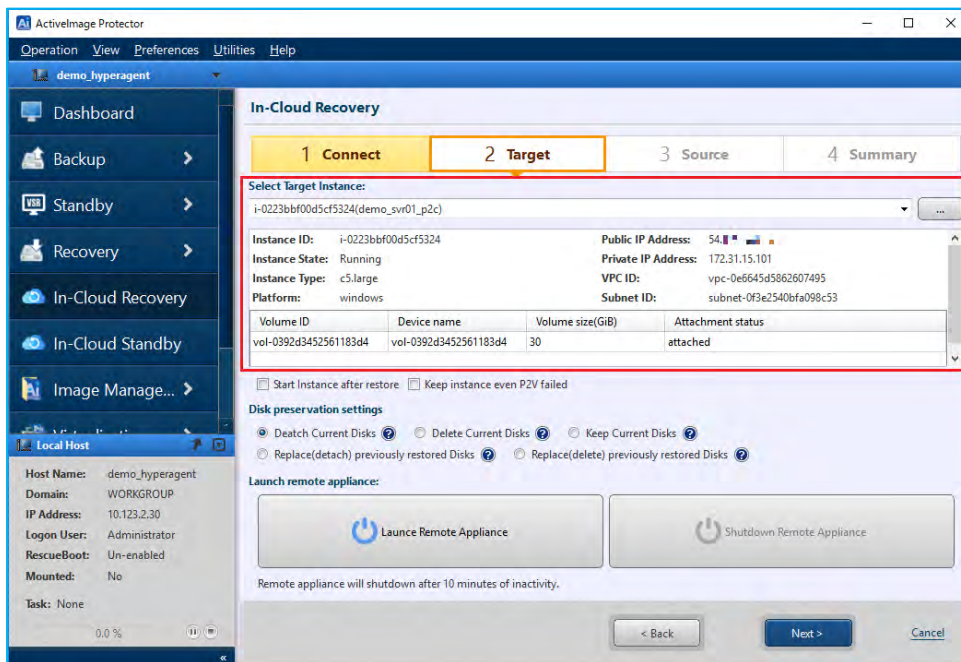 Ai ActiveImage Protector
Operation View Preferences Utilities Help
demo_hyperagent
Dashboard
Backup
Standby
Recovery
In-Cloud Recovery
In-Cloud Standby
Image Manage...
Local Host
Host Name: demo_hyperagent
Domain: WORKGROUP
IP Address: 10.123.2.30
Logon User: Administrator
RescueBoot: Un-enabled
Mounted: No
Task: None
0.0 %
In-Cloud Recovery
1 Connect 2 Target 3 Source 4 Summary
Select Target Instance:
i-0223bbf00d5cf5324(demo_svr01_p2c) ...
Instance ID: i-0223bbf00d5cf5324 Public IP Address: 54.
Instance State: Running Private IP Address: 172.31.15.101
Instance Type: c5.large VPC ID: vpc-0e6645d5862607495
Platform: windows Subnet ID: subnet-0f3e2540bfa098c53
Volume ID Device name Volume size(GiB) Attachment status
vol-0392d3452561183d4 vol-0392d3452561183d4 30 attached
Start Instance after restore Keep instance even P2V failed
Disk preservation settings
Deatch Current Disks Delete Current Disks Keep Current Disks
Replace(detach) previously restored Disks Replace(delete) previously restored Disks
Launch remote appliance:
Launce Remote Appliance Shutdown Remote Appliance
Remote appliance will shutdown after 10 minutes of inactivity.
< Back Next > Cancel